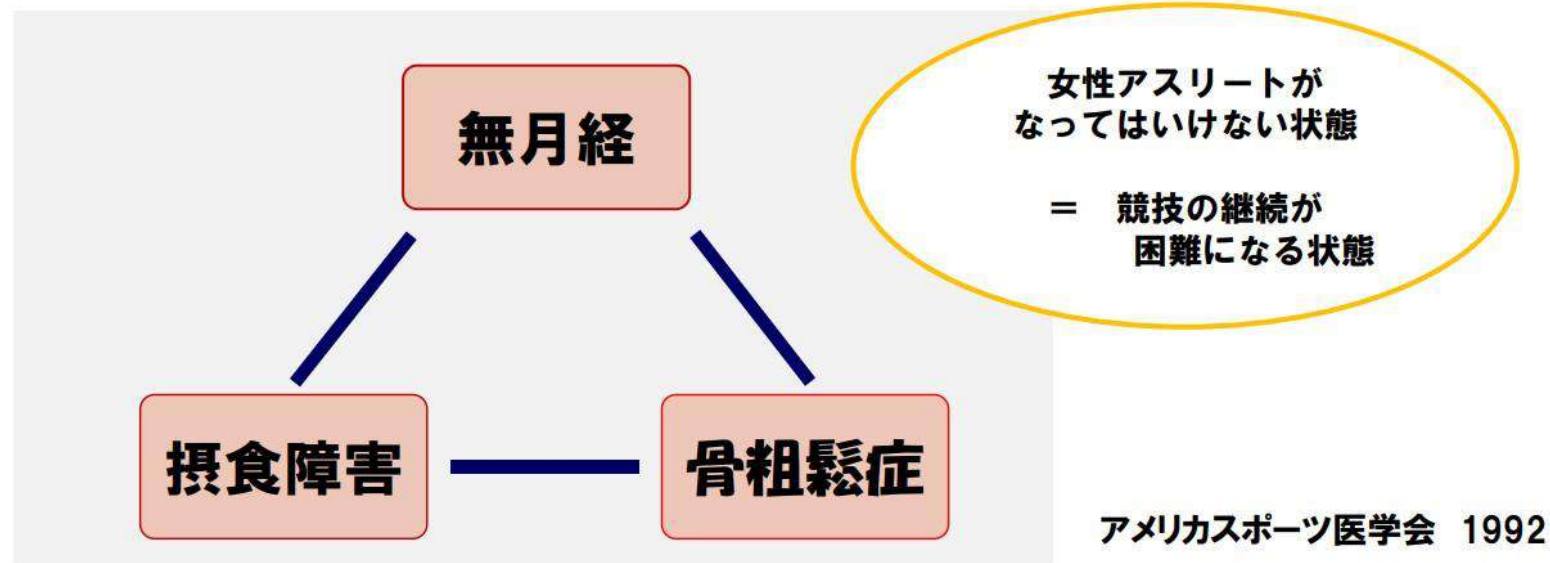 無月経
女性アスリートが
なってはいけない状態
＝　競技の継続が
困難になる状態
摂食障害
骨粗鬆症
アメリカスポーツ医学会　1992